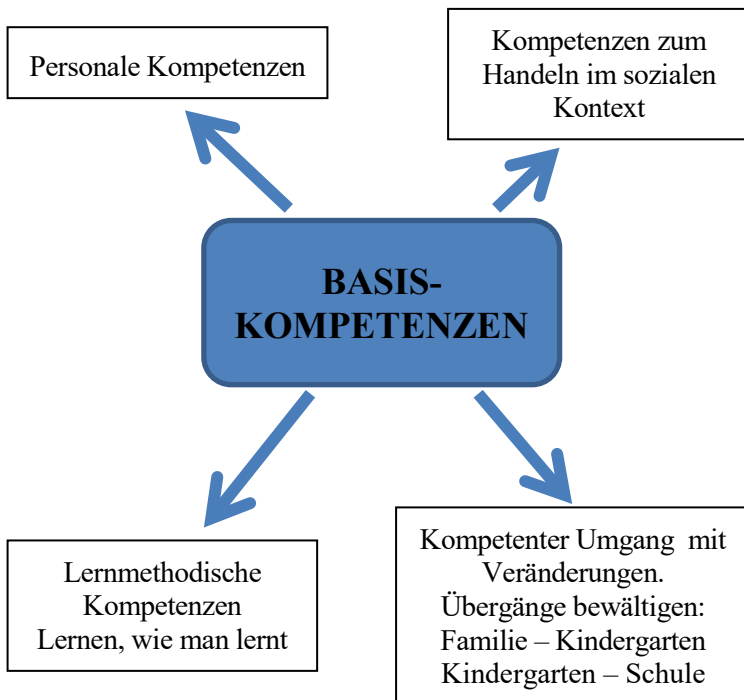 Personale Kompetenzen
Kompetenzen zum
Handeln im sozialen
Kontext
BASIS-
KOMPETENZEN
Lernmethodische
Kompetenzen
Lernen, wie man lernt
Kompetenter Umgang mit
Veränderungen.
Übergänge bewältigen:
Familie – Kindergarten
Kindergarten – Schule